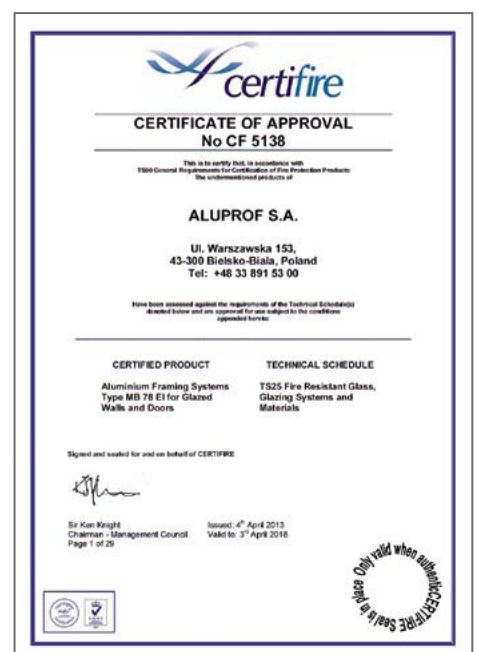 certifire
CERTIFICATE OF APPROVAL
No CF 5138
This is to certify that, in accordance with
TS00 General Requirements for Certification of Fire Protection Products
The undermentioned products of
ALUPROF S.A.
Ul. Warszawska 153,
43-300 Bielsko-Biala, Poland
Tel: +48 33 891 53 00
Have been assessed against the requirements of the Technical Schedule(s)
denoted below and are approved for use subject to the conditions
appended hereto:
CERTIFIED PRODUCT
TECHNICAL SCHEDULE
Aluminium Framing Systems
Type MB 78 EI for Glazed
Walls and Doors
TS25 Fire Resistant Glass,
Glazing Systems and
Materials
Signed and sealed for and on behalf of CERTIFIRE
Sir Ken Knight
Chairman - Management Council
Page 1 of 29
Issued: 4th April 2013
Valid to: 3rd April 2018
Only valid when authentic CERTIFIRE Seal is in place